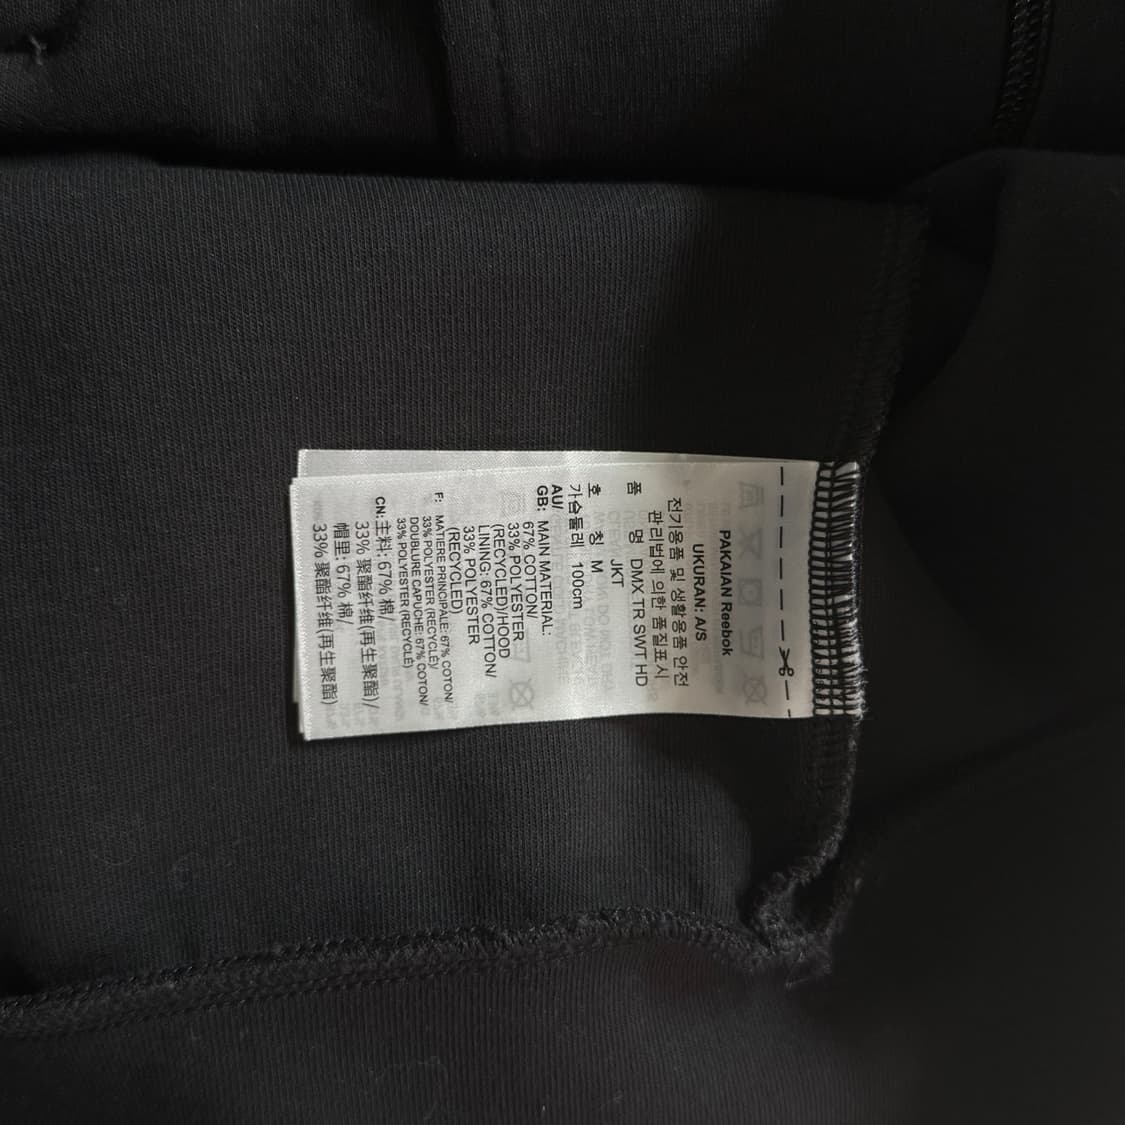 PAKAIAN Reebok
UKURAN: A/S
전기용품 및 생활용품 안전
관리법에 의한 품질표시
품 명 DMX TR SWT HD
JKT
호 칭 M
가슴둘레 100cm
AU/
GB: MAIN MATERIAL:
67% COTTON/
33% POLYESTER
(RECYCLED)/HOOD
LINING: 67% COTTON/
33% POLYESTER
(RECYCLED)
F: MATIERE PRINCIPALE: 67% COTON/
33% POLYESTER (RECYCLE)/
DOUBLURE CAPUCHE: 67% COTON/
33% POLYESTER (RECYCLE)
CN: 主料: 67% 棉/
33% 聚酯纤维(再生聚酯)/
帽里: 67% 棉/
33% 聚酯纤维(再生聚酯)